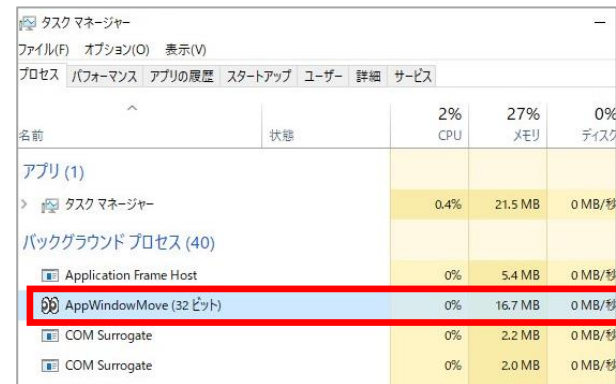 タスク マネージャー
ファイル(F) オプション(O) 表示(V)
プロセス パフォーマンス アプリの履歴 スタートアップ ユーザー 詳細 サービス
2% 27% 0%
名前 状態 CPU メモリ ディスク
アプリ (1)
タスク マネージャー 0.4% 21.5 MB 0 MB/秒
バックグラウンド プロセス (40)
Application Frame Host 0% 5.4 MB 0 MB/秒
AppWindowMove (32 ビット) 0% 16.7 MB 0 MB/秒
COM Surrogate 0% 2.2 MB 0 MB/秒
COM Surrogate 0% 2.0 MB 0 MB/秒